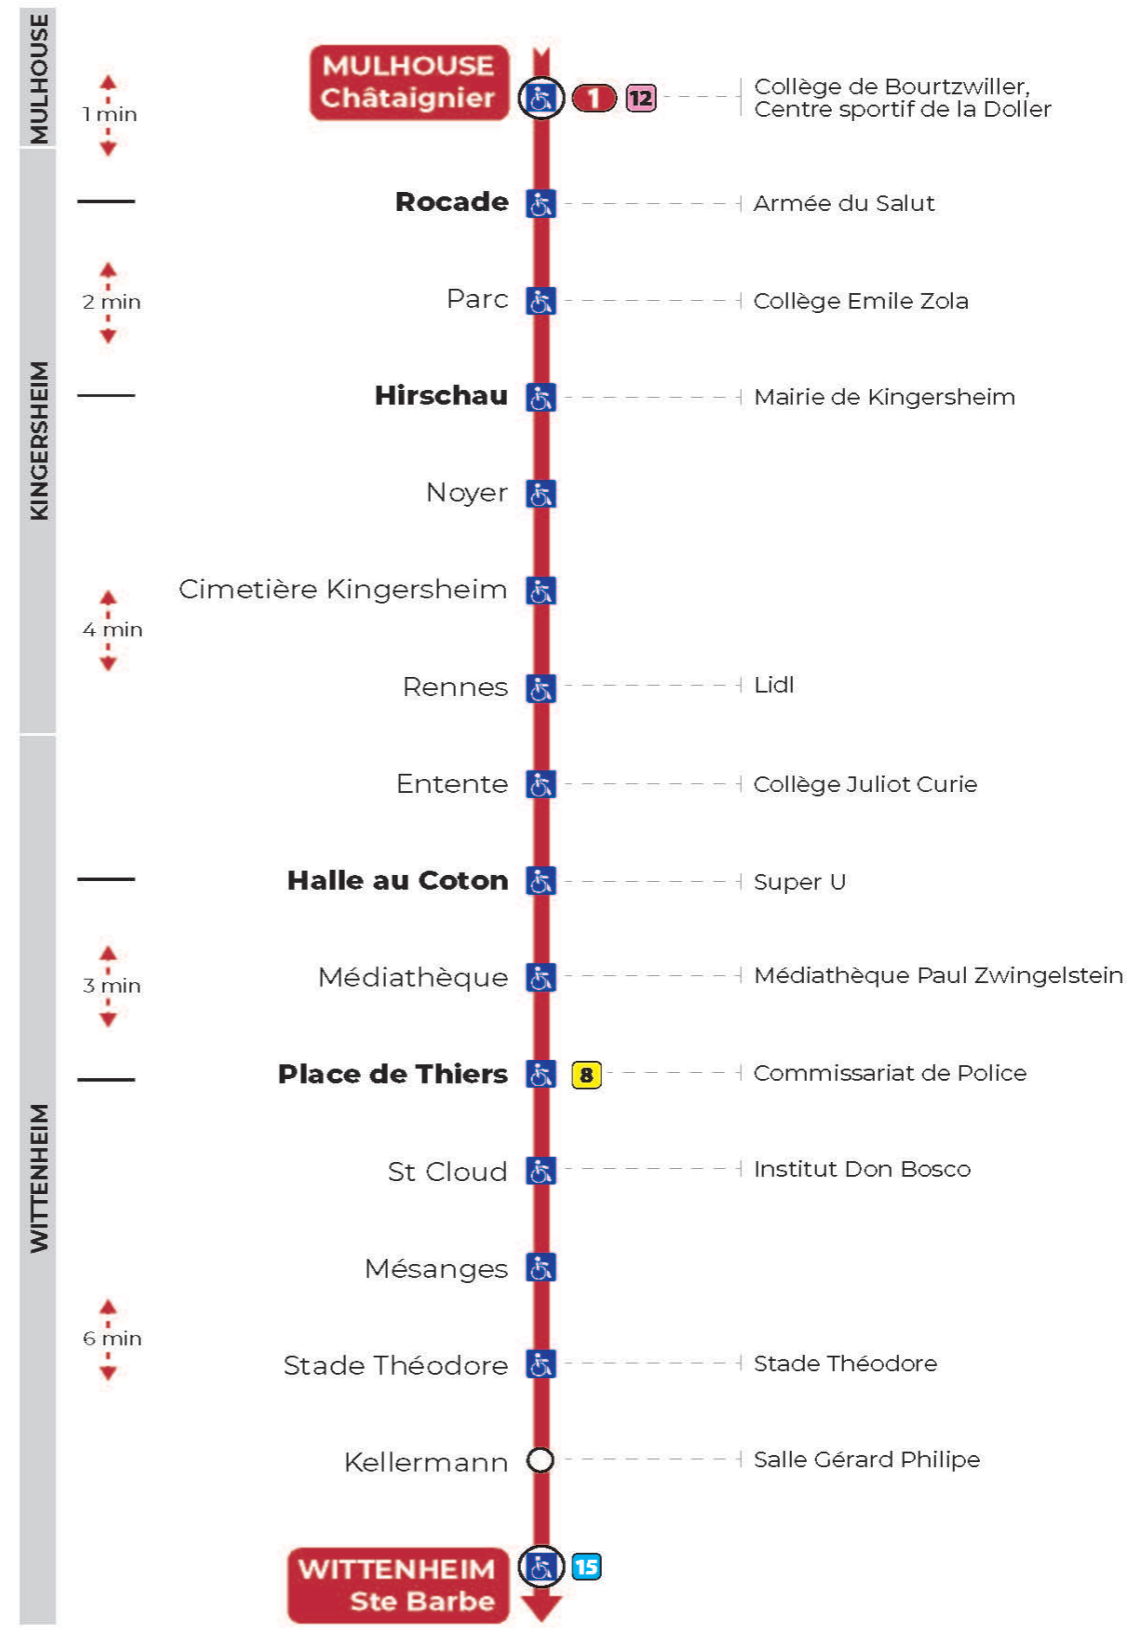 MULHOUSE
MULHOUSE
Châtaignier
1
12
Collège de Bourtzwiller,
Centre sportif de la Doller
1 min
Rocade
Armée du Salut
KINGERSHEIM
2 min
Parc
Collège Emile Zola
Hirschau
Mairie de Kingersheim
Noyer
Cimetière Kingersheim
4 min
Rennes
Lidl
Entente
Collège Juliot Curie
Halle au Coton
Super U
Médiathèque
Médiathèque Paul Zwingelstein
3 min
Place de Thiers
8
Commissariat de Police
WITTENHEIM
St Cloud
Institut Don Bosco
Mésanges
6 min
Stade Théodore
Stade Théodore
Kellermann
Salle Gérard Philipe
WITTENHEIM
Ste Barbe
15